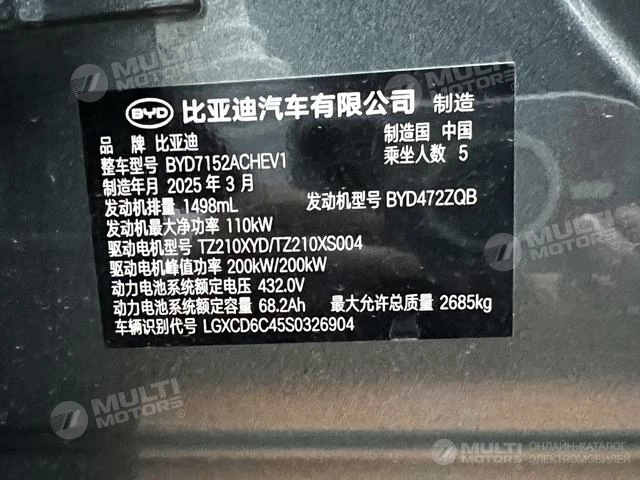 BYD 比亚迪汽车有限公司 制造
品 牌 比亚迪 制造国 中国
整车型号 BYD7152ACHEV1 乘坐人数 5
制造年月 2025 年 3 月
发动机排量 1498mL 发动机型号 BYD472ZQB
发动机最大净功率 110kW
驱动电机型号 TZ210XYD/TZ210XS004
驱动电机峰值功率 200kW/200kW
动力电池系统额定电压 432.0V
动力电池系统额定容量 68.2Ah 最大允许总质量 2685kg
车辆识别代号 LGXCD6C45S0326904
MULTI MOTORS®
MULTI MOTORS®
MULTI MOTORS®
MULTI MOTORS®
MULTI MOTORS ОНЛАЙН-КАТАЛОГ ЭЛЕКТРОМОБИЛЕЙ